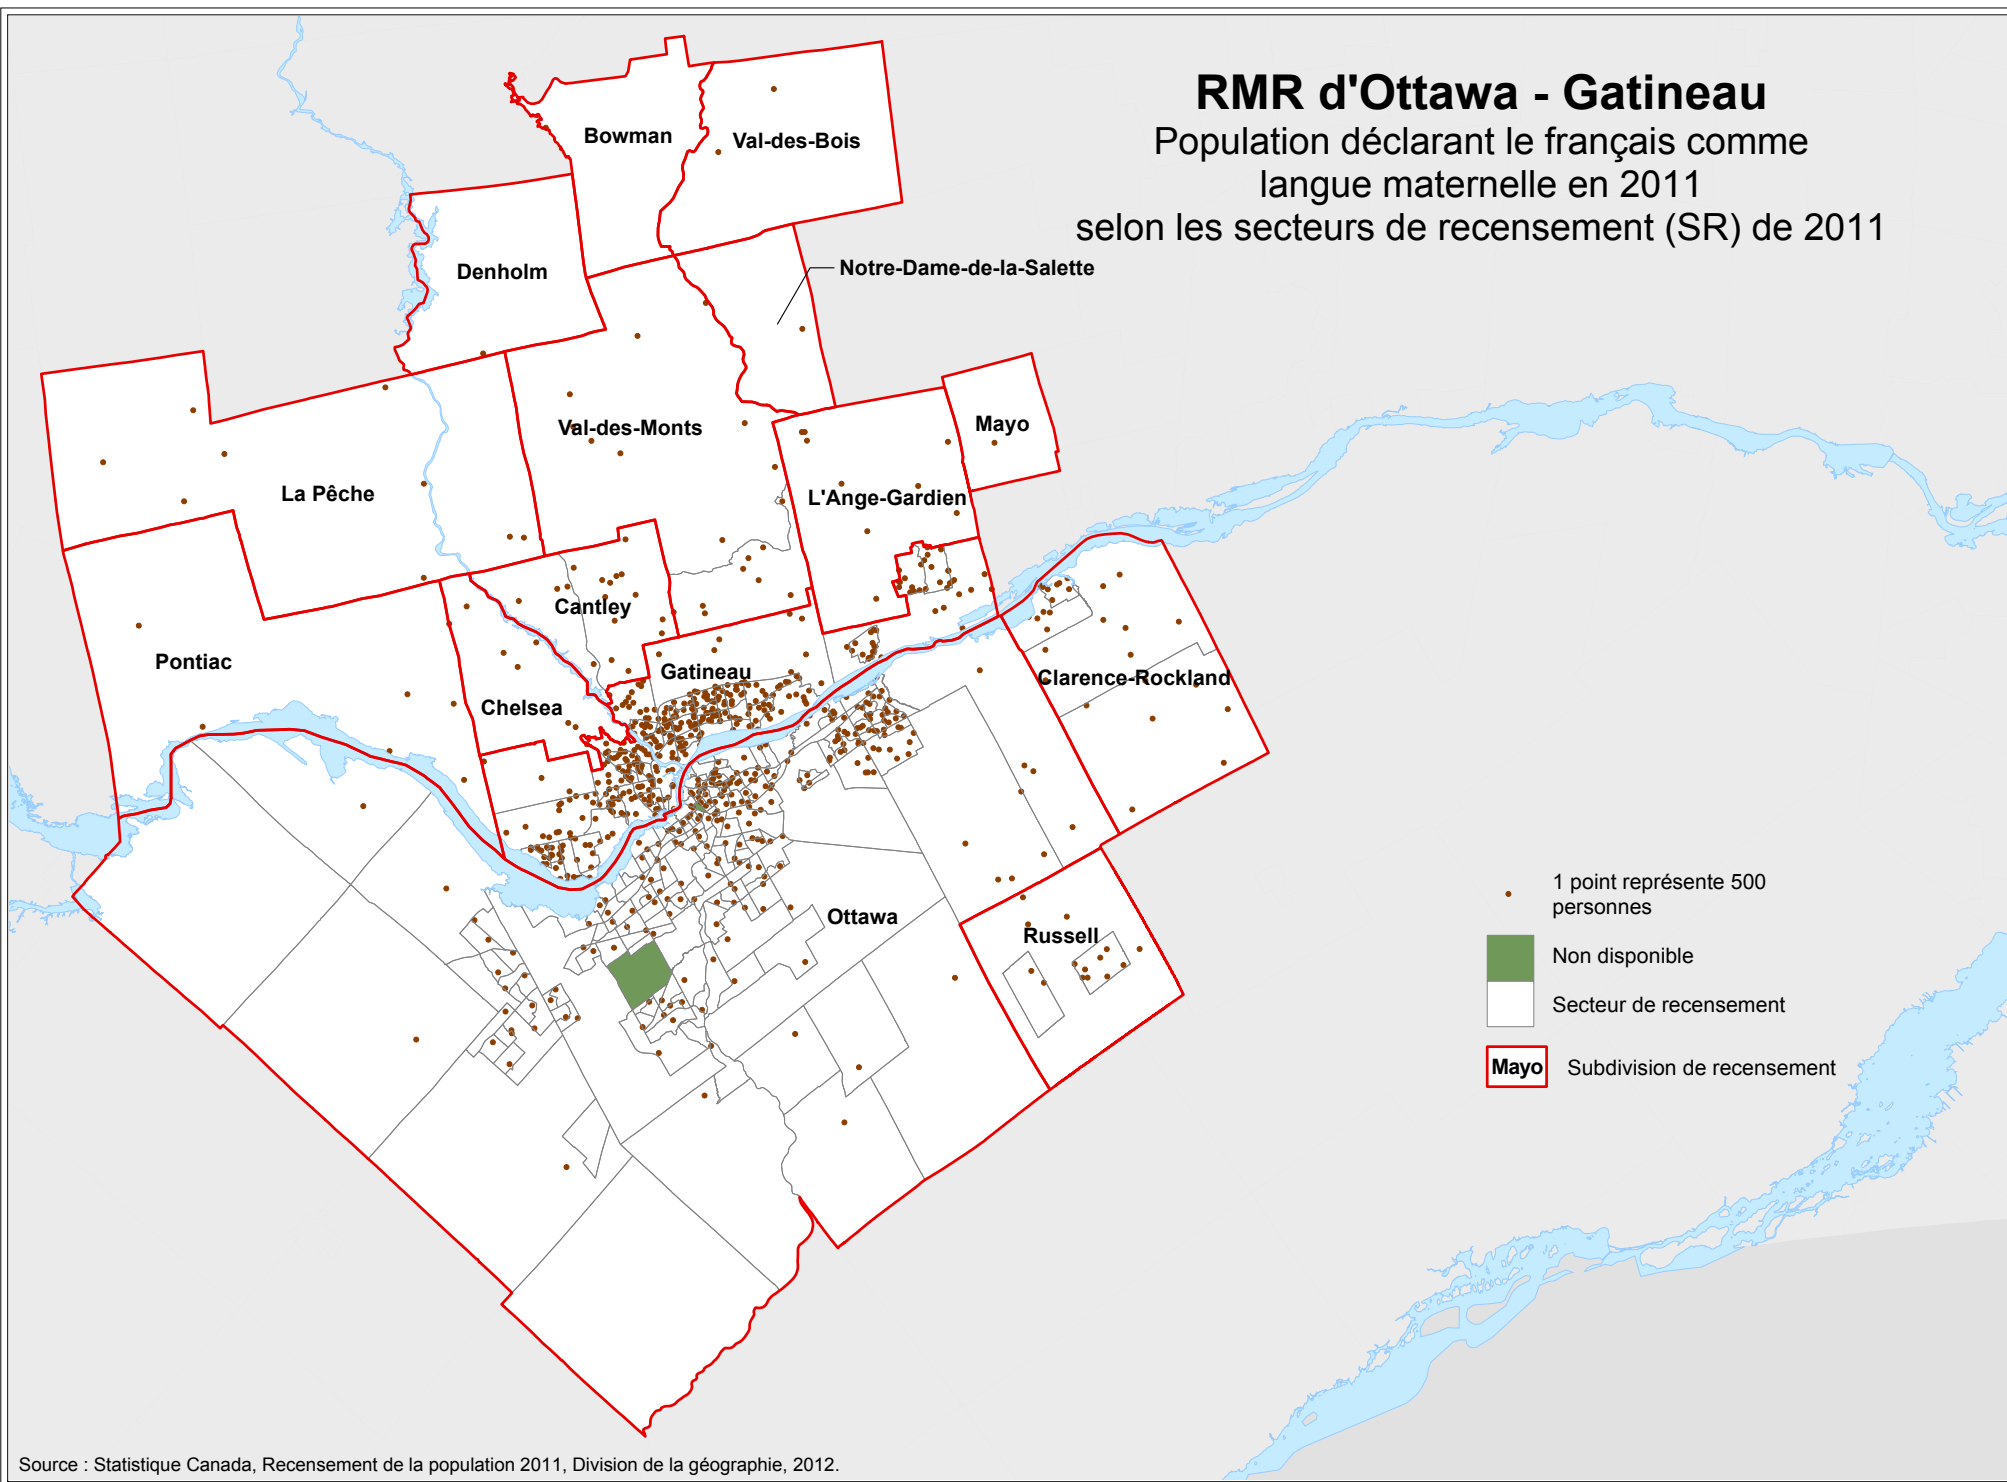 RMR d'Ottawa - Gatineau
Population déclarant le français comme
langue maternelle en 2011
selon les secteurs de recensement (SR) de 2011
Bowman
Val-des-Bois
Denholm
Notre-Dame-de-la-Salette
Val-des-Monts
Mayo
La Pêche
L'Ange-Gardien
Cantley
Pontiac
Gatineau
Clarence-Rockland
Chelsea
Ottawa
Russell
1 point représente 500
personnes
Non disponible
Secteur de recensement
Mayo Subdivision de recensement
Source : Statistique Canada, Recensement de la population 2011, Division de la géographie, 2012.